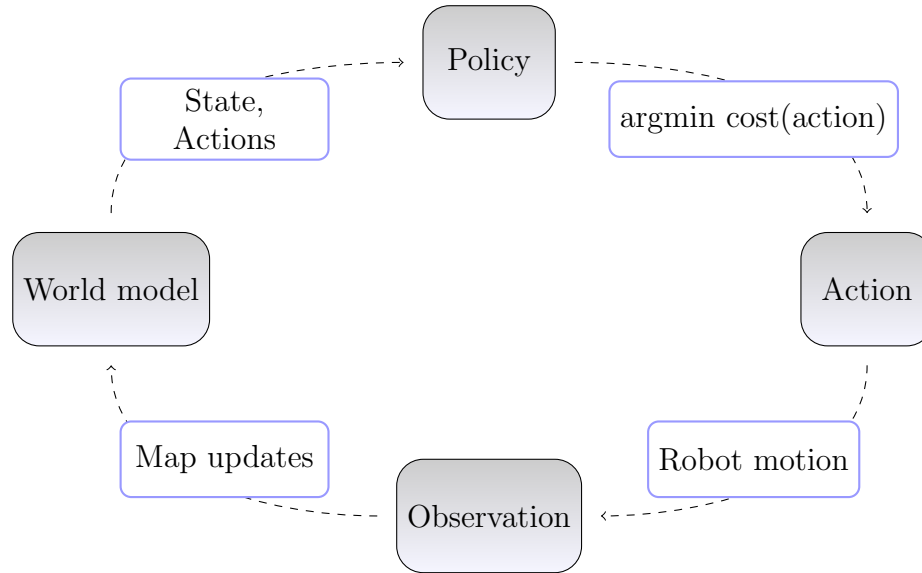 Policy
State,
Actions
argmin cost(action)
World model
Action
Map updates
Robot motion
Observation